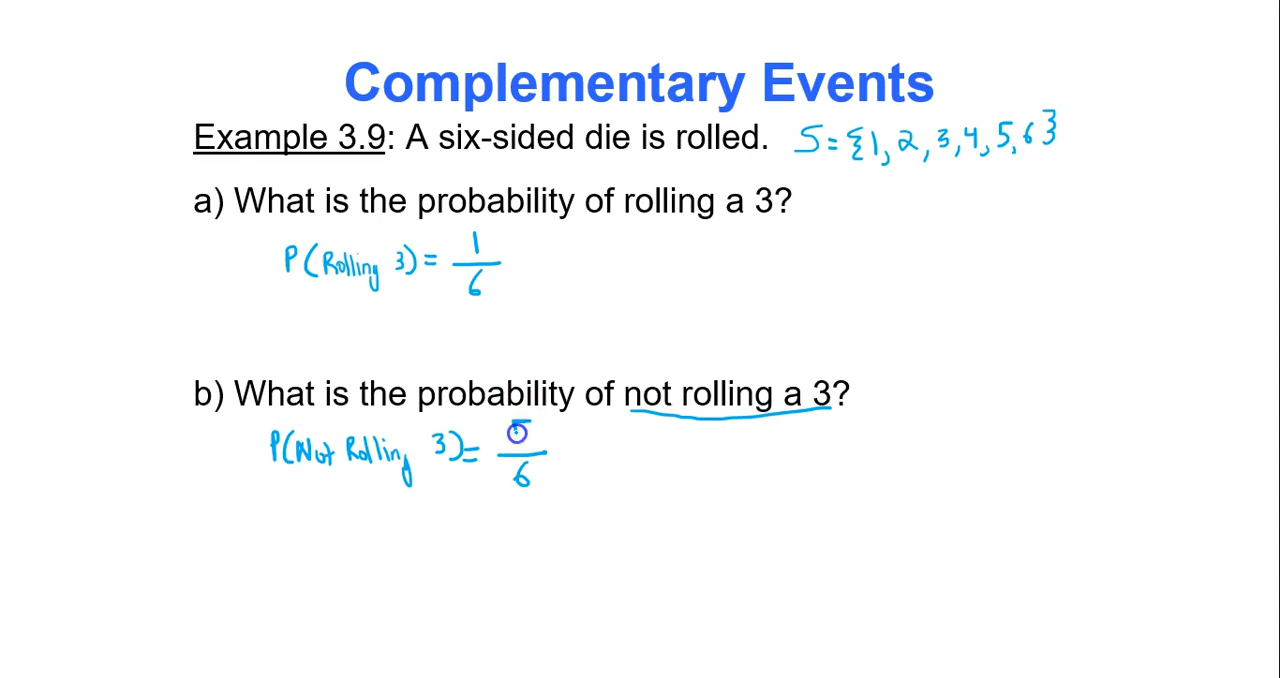 Complementary Events
Example 3.9: A six-sided die is rolled. S = {1, 2, 3, 4, 5, 6}
a) What is the probability of rolling a 3?
P(Rolling 3) = 1/6
b) What is the probability of not rolling a 3?
P(Not Rolling 3) = 5/6